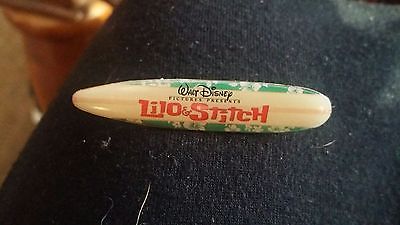 Walt Disney
PICTURES PRESENTS
Lilo & Stitch